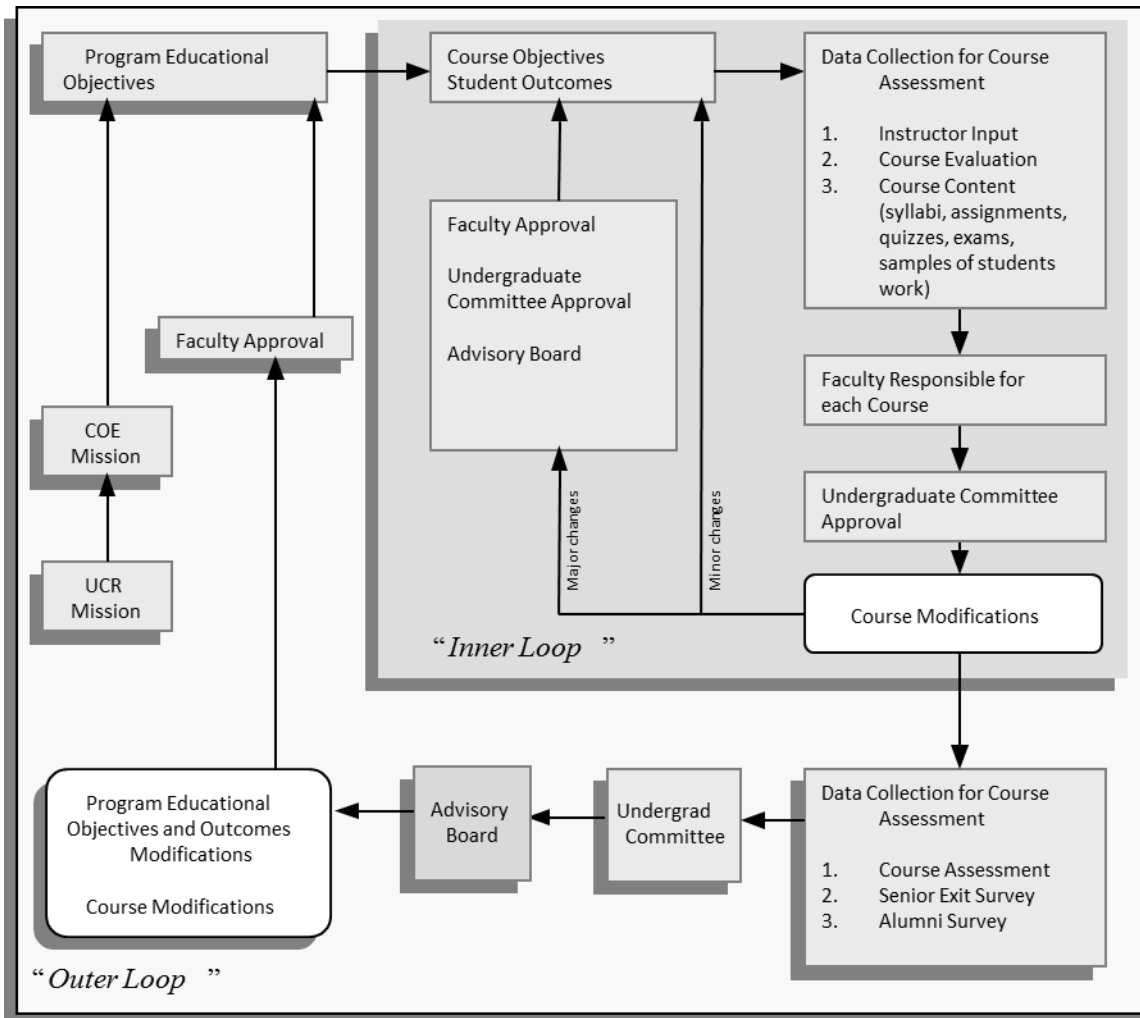 Program Educational
Objectives
Course Objectives
Student Outcomes
Data Collection for Course
Assessment
1. Instructor Input
2. Course Evaluation
3. Course Content
(syllabi, assignments,
quizzes, exams,
samples of students
work)
Faculty Approval
Undergraduate
Committee Approval
Advisory Board
Faculty Approval
Faculty Responsible for
each Course
COE
Mission
Undergraduate Committee
Approval
Major changes
Minor changes
UCR
Mission
Course Modifications
“Inner Loop ”
Program Educational
Objectives and Outcomes
Modifications
Course Modifications
Advisory
Board
Undergrad
Committee
Data Collection for Course
Assessment
1. Course Assessment
2. Senior Exit Survey
3. Alumni Survey
“Outer Loop ”